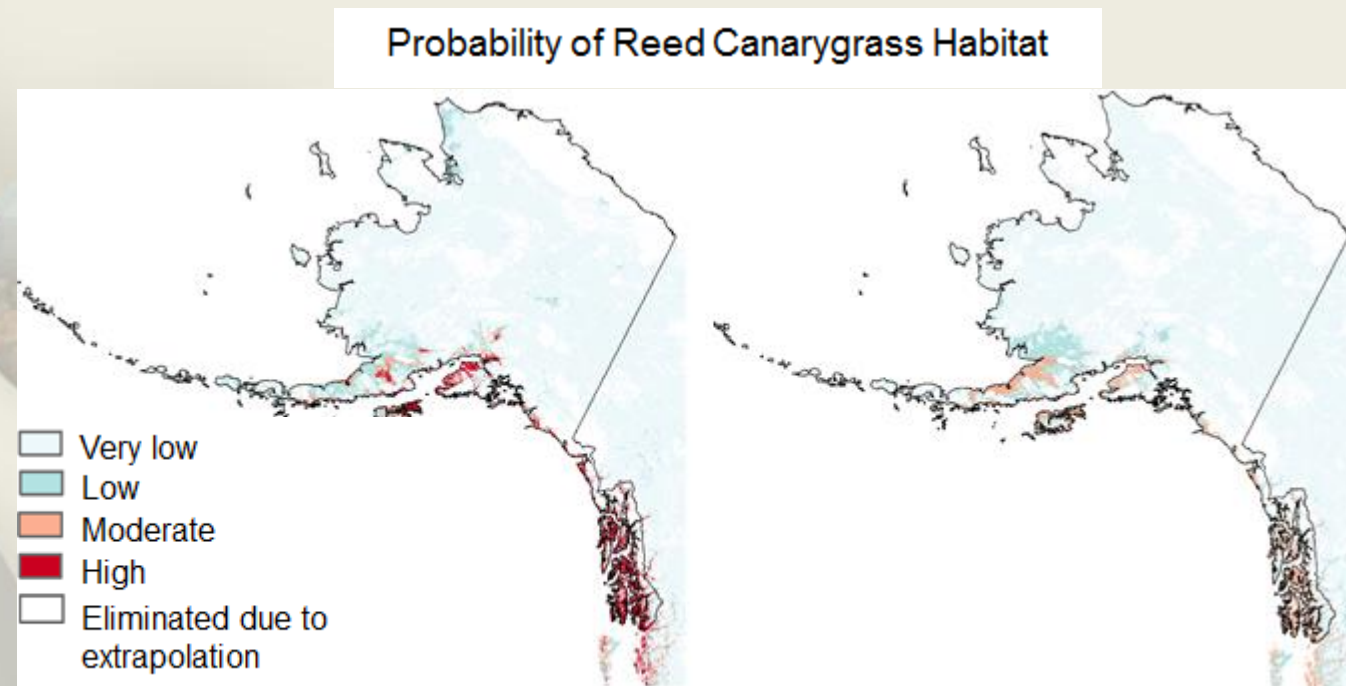 Probability of Reed Canarygrass Habitat
Very low
Low
Moderate
High
Eliminated due to
extrapolation